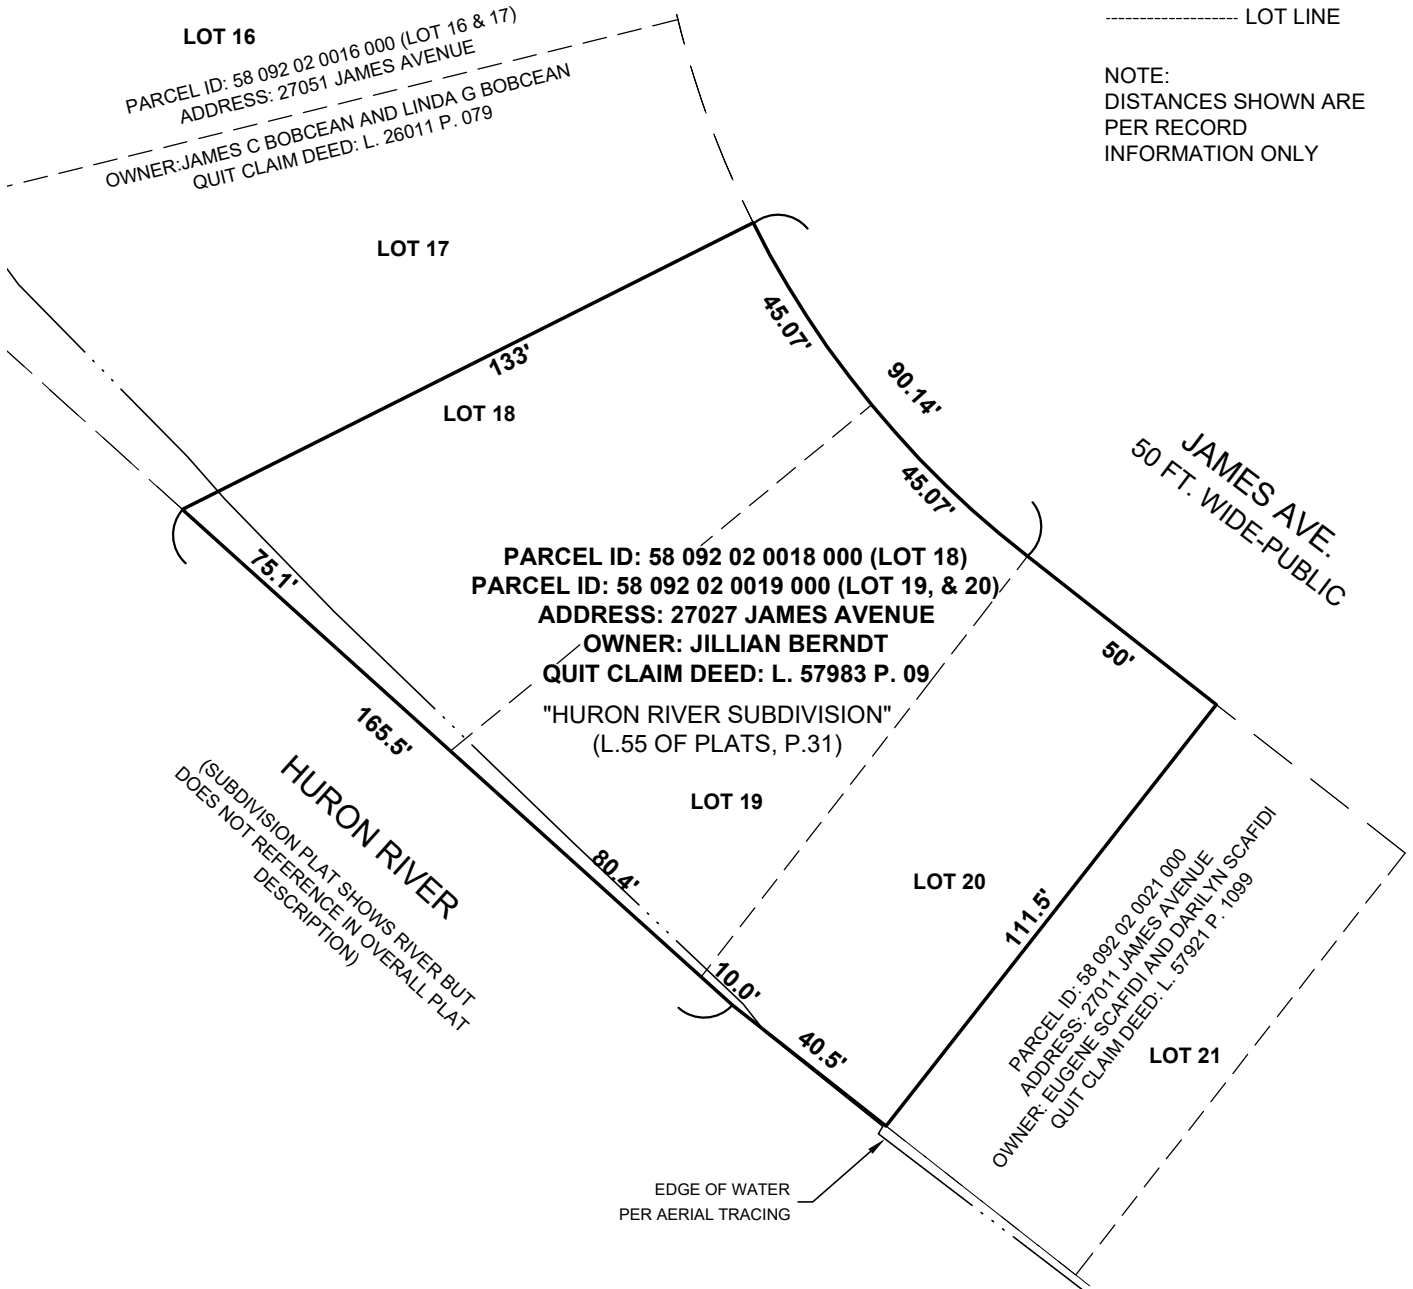 LOT 16
PARCEL ID: 58 092 02 0016 000 (LOT 16 & 17)
ADDRESS: 27051 JAMES AVENUE
OWNER:JAMES C BOBCEAN AND LINDA G BOBCEAN
QUIT CLAIM DEED: L. 26011 P. 079
LOT LINE
NOTE:
DISTANCES SHOWN ARE
PER RECORD
INFORMATION ONLY
LOT 17
133'
45.07'
90.14'
LOT 18
45.07'
JAMES AVE.
50 FT. WIDE-PUBLIC
75.1'
PARCEL ID: 58 092 02 0018 000 (LOT 18)
PARCEL ID: 58 092 02 0019 000 (LOT 19, & 20)
ADDRESS: 27027 JAMES AVENUE
OWNER: JILLIAN BERNDT
QUIT CLAIM DEED: L. 57983 P. 09
"HURON RIVER SUBDIVISION"
(L.55 OF PLATS, P.31)
50'
165.5'
HURON RIVER
(SUBDIVISION PLAT SHOWS RIVER BUT
DOES NOT REFERENCE IN OVERALL PLAT
DESCRIPTION)
LOT 19
80.4'
LOT 20
111.5'
10.0'
40.5'
PARCEL ID: 58 092 02 0021 000
ADDRESS: 27011 JAMES AVENUE
OWNER: EUGENE SCAFIDI AND DARILYN SCAFIDI
QUIT CLAIM DEED: L. 57921 P. 1099
LOT 21
EDGE OF WATER
PER AERIAL TRACING